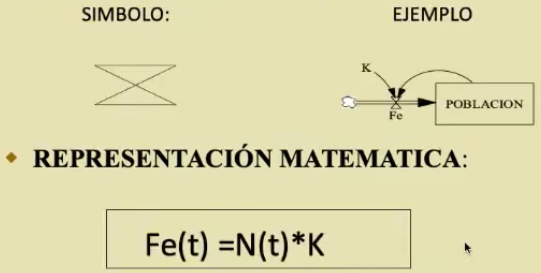 SIMBOLO:
EJEMPLO
K
POBLACION
Fe
REPRESENTACIÓN MATEMATICA:
Fe(t) =N(t)*K